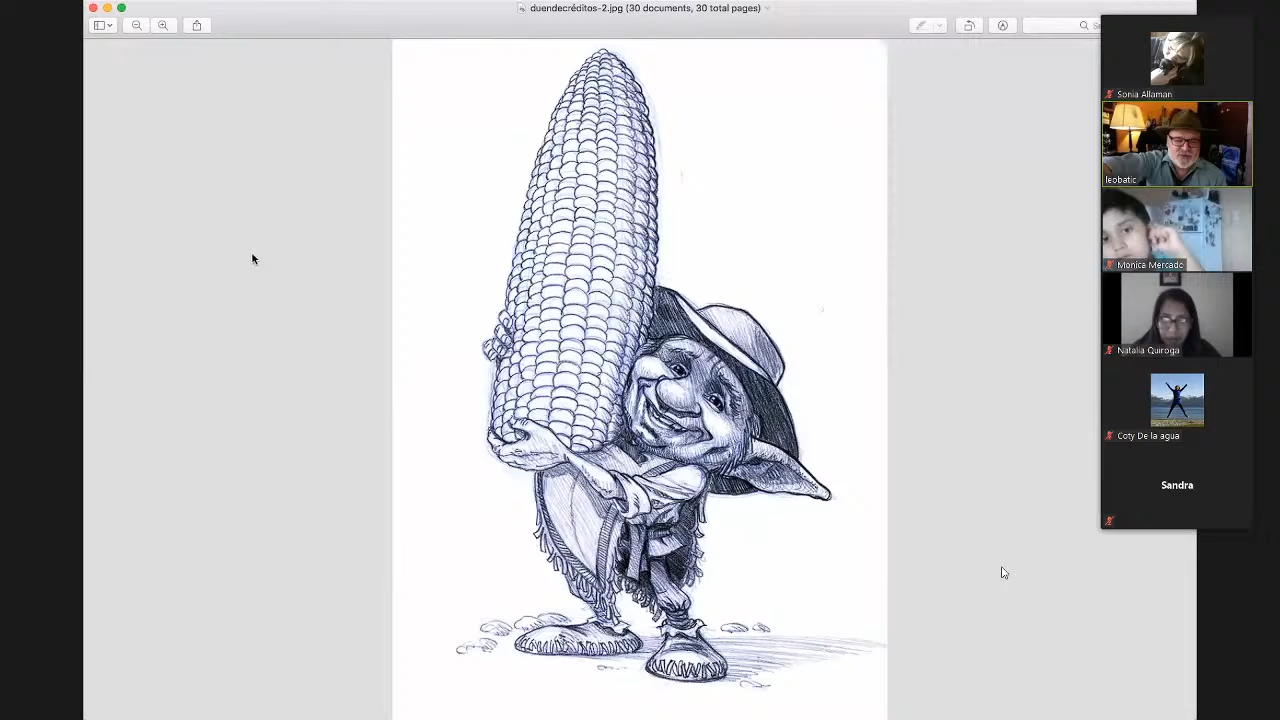 duendecréditos-2.jpg (30 documents, 30 total pages)
Sonia Allaman
leobatic
Monica Mercado
Natalia Quiroga
Coty De la agua
Sandra